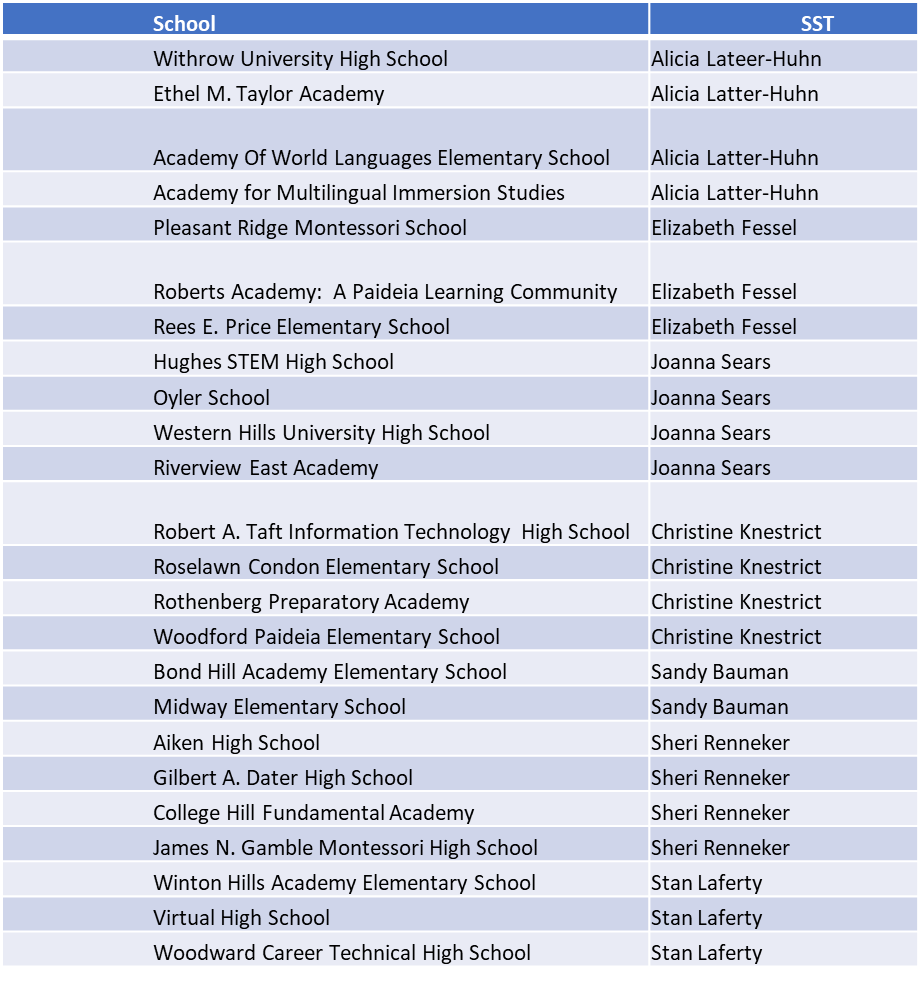 School SST
Withrow University High School Alicia Lateer-Huhn
Ethel M. Taylor Academy Alicia Latter-Huhn
Academy Of World Languages Elementary School Alicia Latter-Huhn
Academy for Multilingual Immersion Studies Alicia Latter-Huhn
Pleasant Ridge Montessori School Elizabeth Fessel
Roberts Academy:  A Paideia Learning Community Elizabeth Fessel
Rees E. Price Elementary School Elizabeth Fessel
Hughes STEM High School Joanna Sears
Oyler School Joanna Sears
Western Hills University High School Joanna Sears
Riverview East Academy Joanna Sears
Robert A. Taft Information Technology  High School Christine Knestrict
Roselawn Condon Elementary School Christine Knestrict
Rothenberg Preparatory Academy Christine Knestrict
Woodford Paideia Elementary School Christine Knestrict
Bond Hill Academy Elementary School Sandy Bauman
Midway Elementary School Sandy Bauman
Aiken High School Sheri Renneker
Gilbert A. Dater High School Sheri Renneker
College Hill Fundamental Academy Sheri Renneker
James N. Gamble Montessori High School Sheri Renneker
Winton Hills Academy Elementary School Stan Laferty
Virtual High School Stan Laferty
Woodward Career Technical High School Stan Laferty